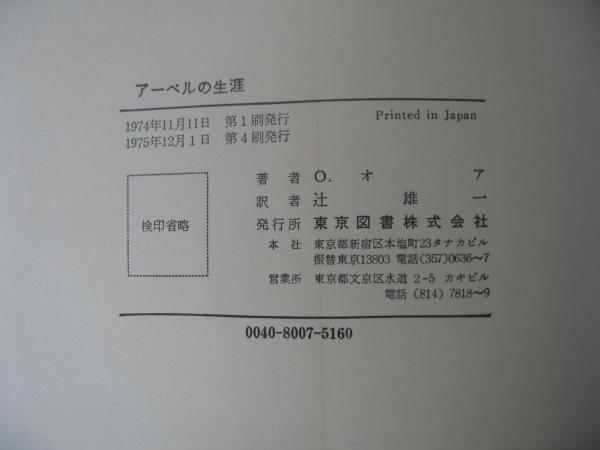 アーベルの生涯
1974年11月11日 第1刷発行
1975年12月1日 第4刷発行
Printed in Japan
検印省略
著者 O. オア
訳者 辻雄一
発行所 東京図書株式会社
本社 東京都新宿区本塩町23タナカビル
振替東京13803 電話(357)0636〜7
営業所 東京都文京区水道2-5 カキビル
電話 (814) 7818〜9
0040-8007-5160